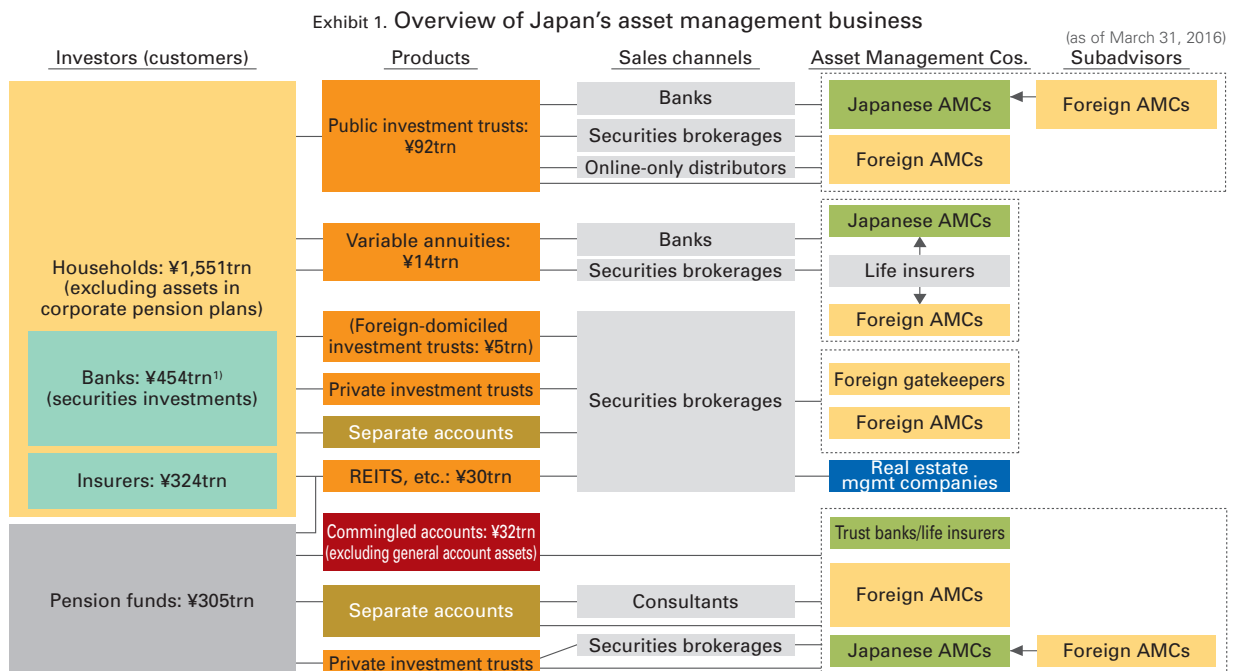 Exhibit 1. Overview of Japan's asset management business
(as of March 31, 2016)
Investors (customers)
Products
Sales channels
Asset Management Cos.
Subadvisors
Households: ¥1,551trn
(excluding assets in
corporate pension plans)
Banks: ¥454trn¹⁾
(securities investments)
Insurers: ¥324trn
Pension funds: ¥305trn
Public investment trusts:
¥92trn
Variable annuities:
¥14trn
(Foreign-domiciled
investment trusts: ¥5trn)
Private investment trusts
Separate accounts
REITS, etc.: ¥30trn
Commingled accounts: ¥32trn
(excluding general account assets)
Separate accounts
Private investment trusts
Banks
Securities brokerages
Online-only distributors
Banks
Securities brokerages
Securities brokerages
Consultants
Securities brokerages
Japanese AMCs
Foreign AMCs
Japanese AMCs
Life insurers
Foreign AMCs
Foreign gatekeepers
Foreign AMCs
Real estate
mgmt companies
Trust banks/life insurers
Foreign AMCs
Japanese AMCs
Foreign AMCs
Foreign AMCs